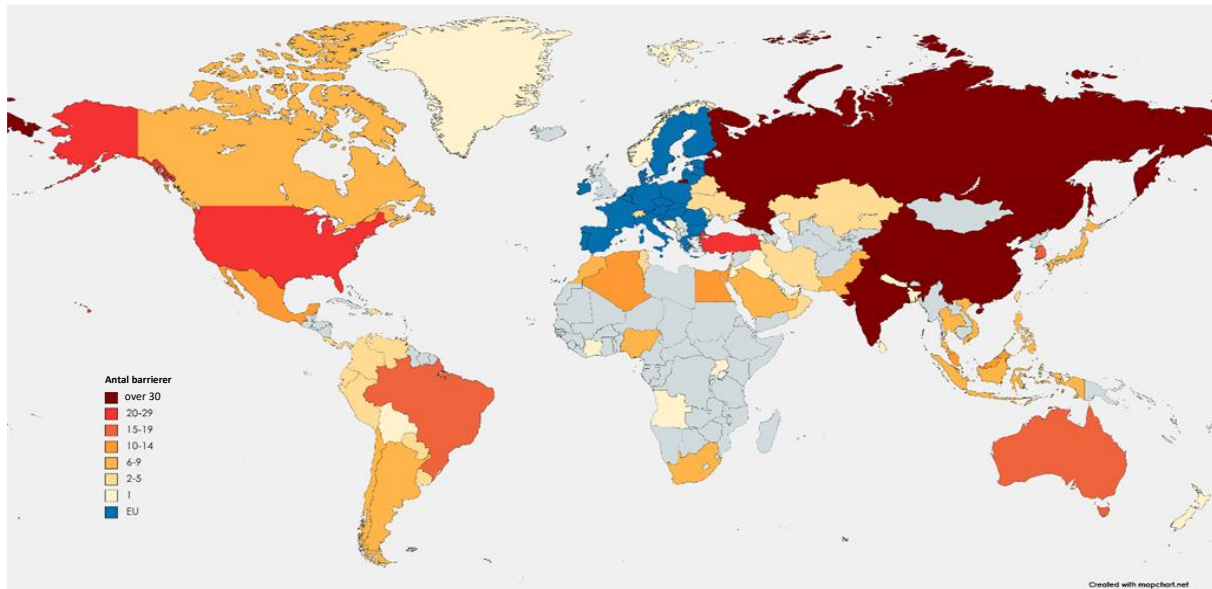 Antal barrierer
over 30
20-29
15-19
10-14
6-9
2-5
1
EU
Created with mapchart.net